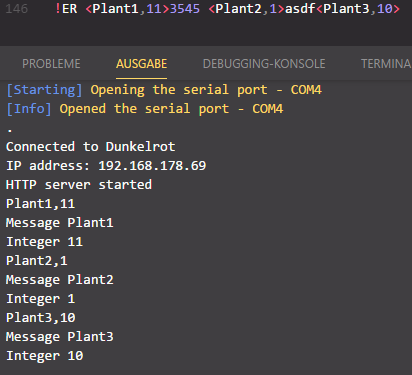 146 !ER <Plant1,11>3545 <Plant2,1>asdf<Plant3,10>
PROBLEME AUSGABE DEBUGGING-KONSOLE TERMINA
[Starting] Opening the serial port - COM4
[Info] Opened the serial port - COM4
.
Connected to Dunkelrot
IP address: 192.168.178.69
HTTP server started
Plant1,11
Message Plant1
Integer 11
Plant2,1
Message Plant2
Integer 1
Plant3,10
Message Plant3
Integer 10